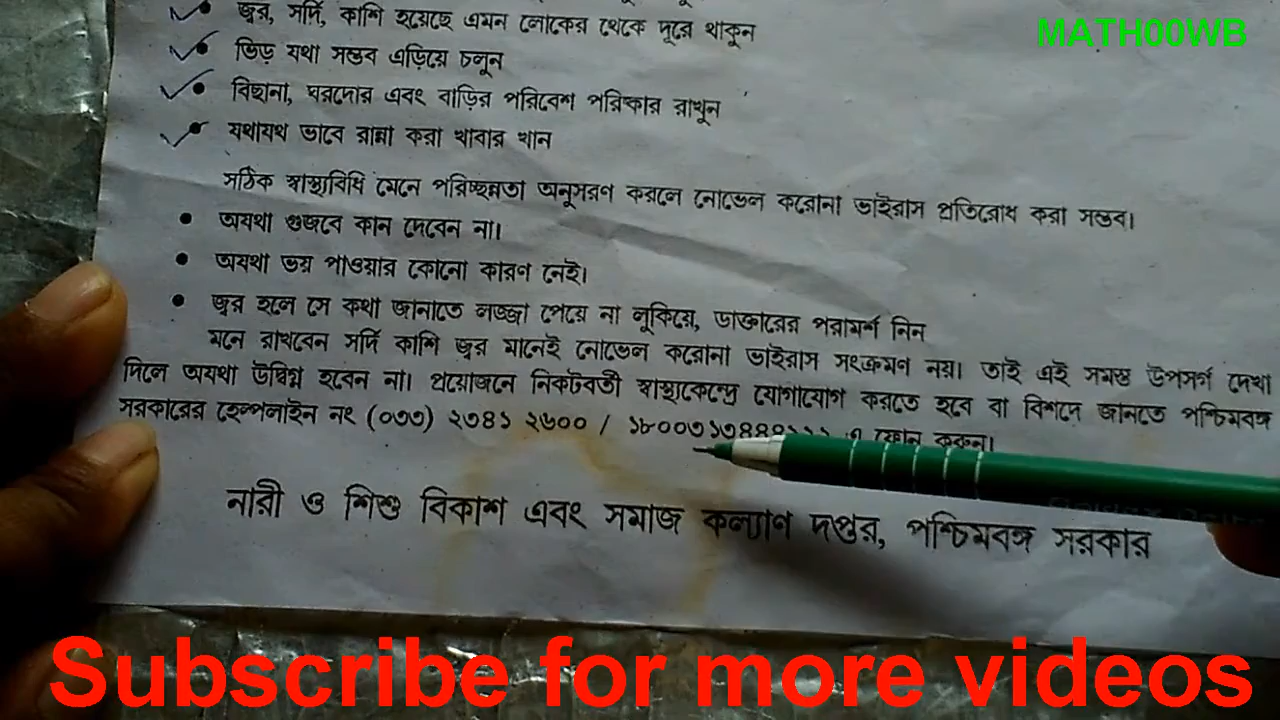 জ্বর, সর্দি, কাশি হয়েছে এমন লোকের থেকে দূরে থাকুন
MATH00WB
ভিড় যথা সম্ভব এড়িয়ে চলুন
বিছানা, ঘরদোর এবং বাড়ির পরিবেশ পরিষ্কার রাখুন
যথাযথ ভাবে রান্না করা খাবার খান
সঠিক স্বাস্থ্যবিধি মেনে পরিচ্ছন্নতা অনুসরণ করলে নোভেল করোনা ভাইরাস প্রতিরোধ করা সম্ভব।
অযথা গুজবে কান দেবেন না।
অযথা ভয় পাওয়ার কোনো কারণ নেই।
জ্বর হলে সে কথা জানাতে লজ্জা পেয়ে না লুকিয়ে, ডাক্তারের পরামর্শ নিন
মনে রাখবেন সর্দি কাশি জ্বর মানেই নোভেল করোনা ভাইরাস সংক্রমণ নয়। তাই এই সমস্ত উপসর্গ দেখা
দিলে অযথা উদ্বিগ্ন হবেন না। প্রয়োজনে নিকটবর্তী স্বাস্থ্যকেন্দ্রে যোগাযোগ করতে হবে বা বিশদে জানতে পশ্চিমবঙ্গ
সরকারের হেল্পলাইন নং (০৩৩) ২৩৪১ ২৬০০ / এ ফোন করুন।
নারী ও শিশু বিকাশ এবং সমাজ কল্যাণ দপ্তর, পশ্চিমবঙ্গ সরকার
Subscribe for more videos